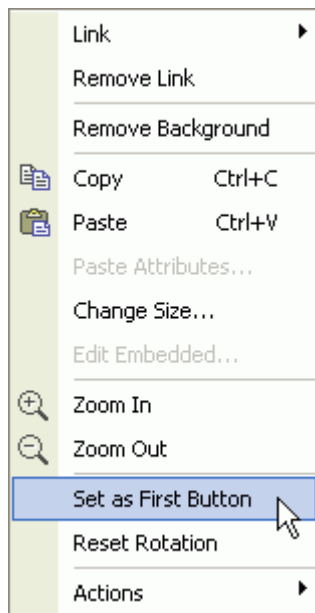 Link
Remove Link
Remove Background
Copy Ctrl+C
Paste Ctrl+V
Paste Attributes...
Change Size...
Edit Embedded...
Zoom In
Zoom Out
Set as First Button
Reset Rotation
Actions